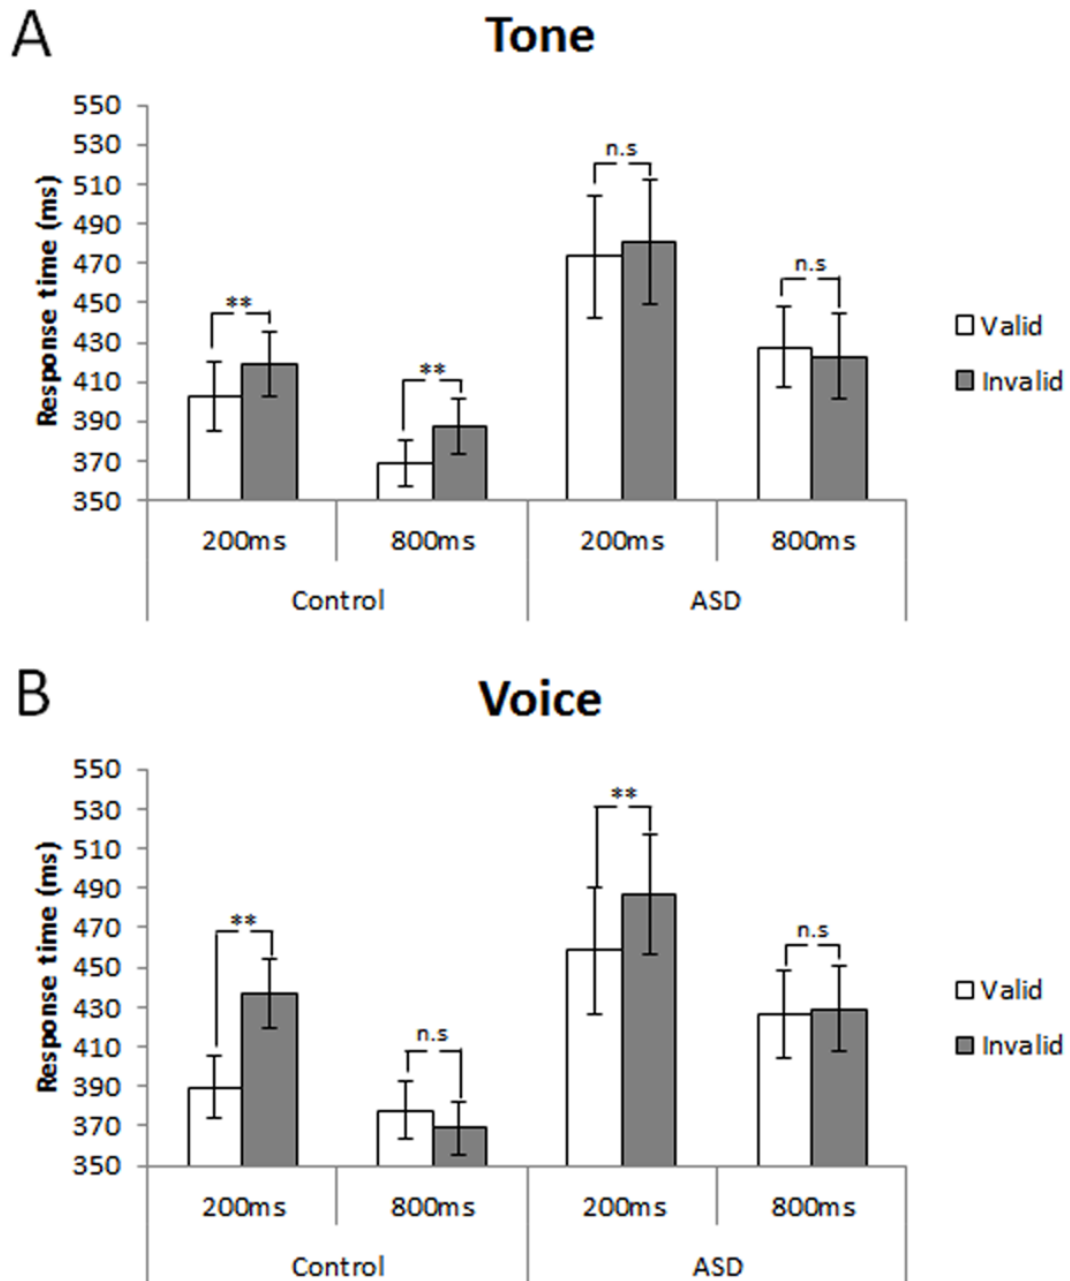 A
Tone
Response time (ms)
550
530
510
490
470
450
430
410
390
370
350
**
**
n.s
n.s
Valid
Invalid
200ms 800ms 200ms 800ms
Control ASD
B
Voice
Response time (ms)
550
530
510
490
470
450
430
410
390
370
350
**
n.s
**
n.s
Valid
Invalid
200ms 800ms 200ms 800ms
Control ASD